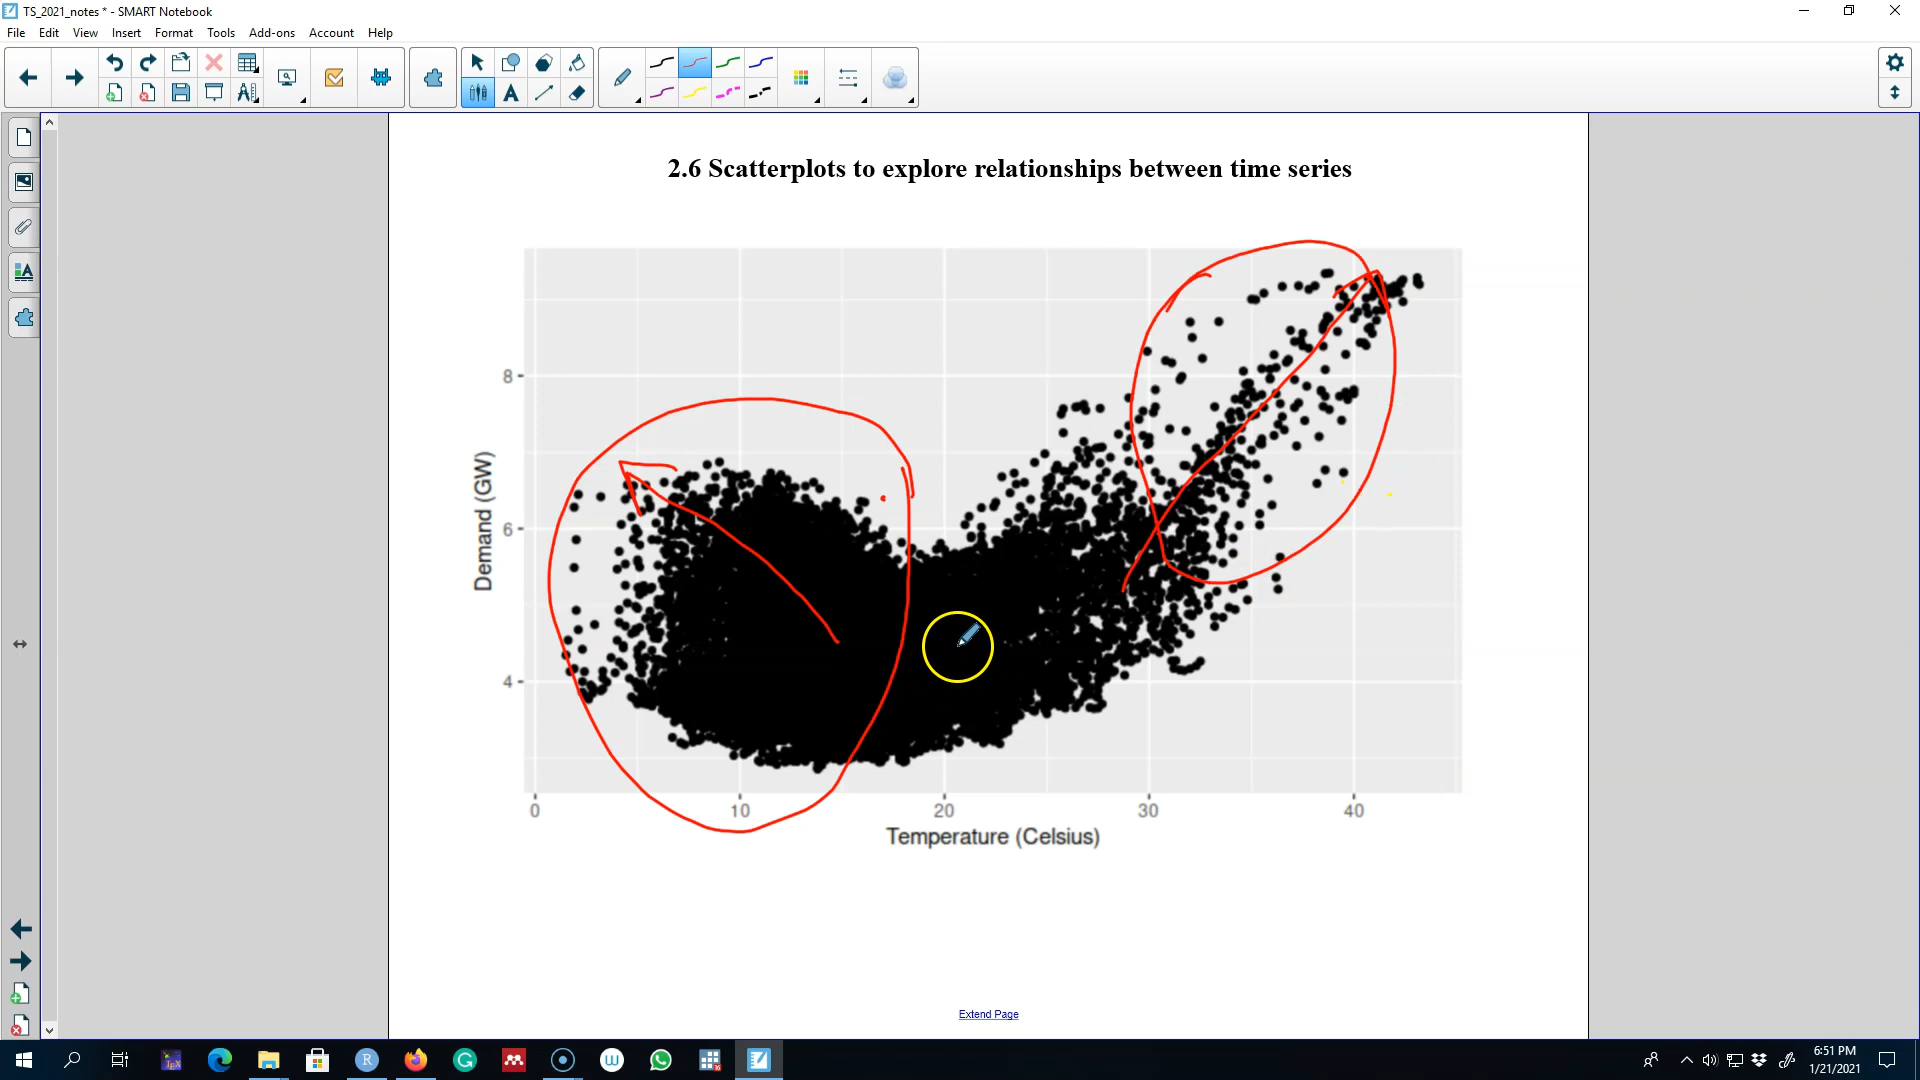 TS_2021_notes * - SMART Notebook
File Edit View Insert Format Tools Add-ons Account Help
2.6 Scatterplots to explore relationships between time series
8
6
4
Demand (GW)
0 10 20 30 40
Temperature (Celsius)
Extend Page
6:51 PM
1/21/2021